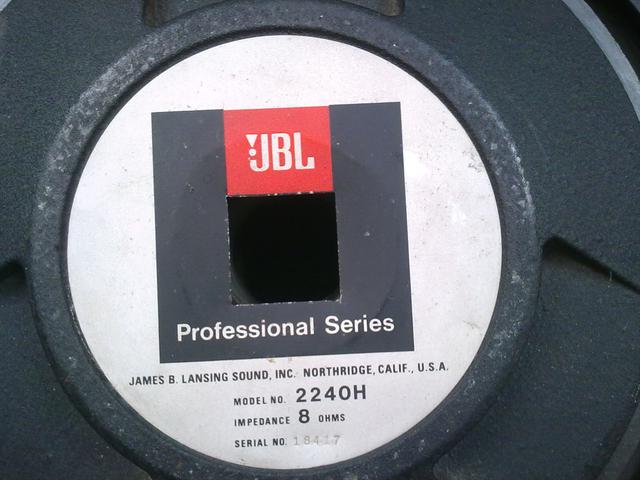 JBL
Professional Series
JAMES B. LANSING SOUND, INC. NORTHRIDGE, CALIF., U.S.A.
MODEL NO. 2240H
IMPEDANCE 8 OHMS
SERIAL NO. 18417